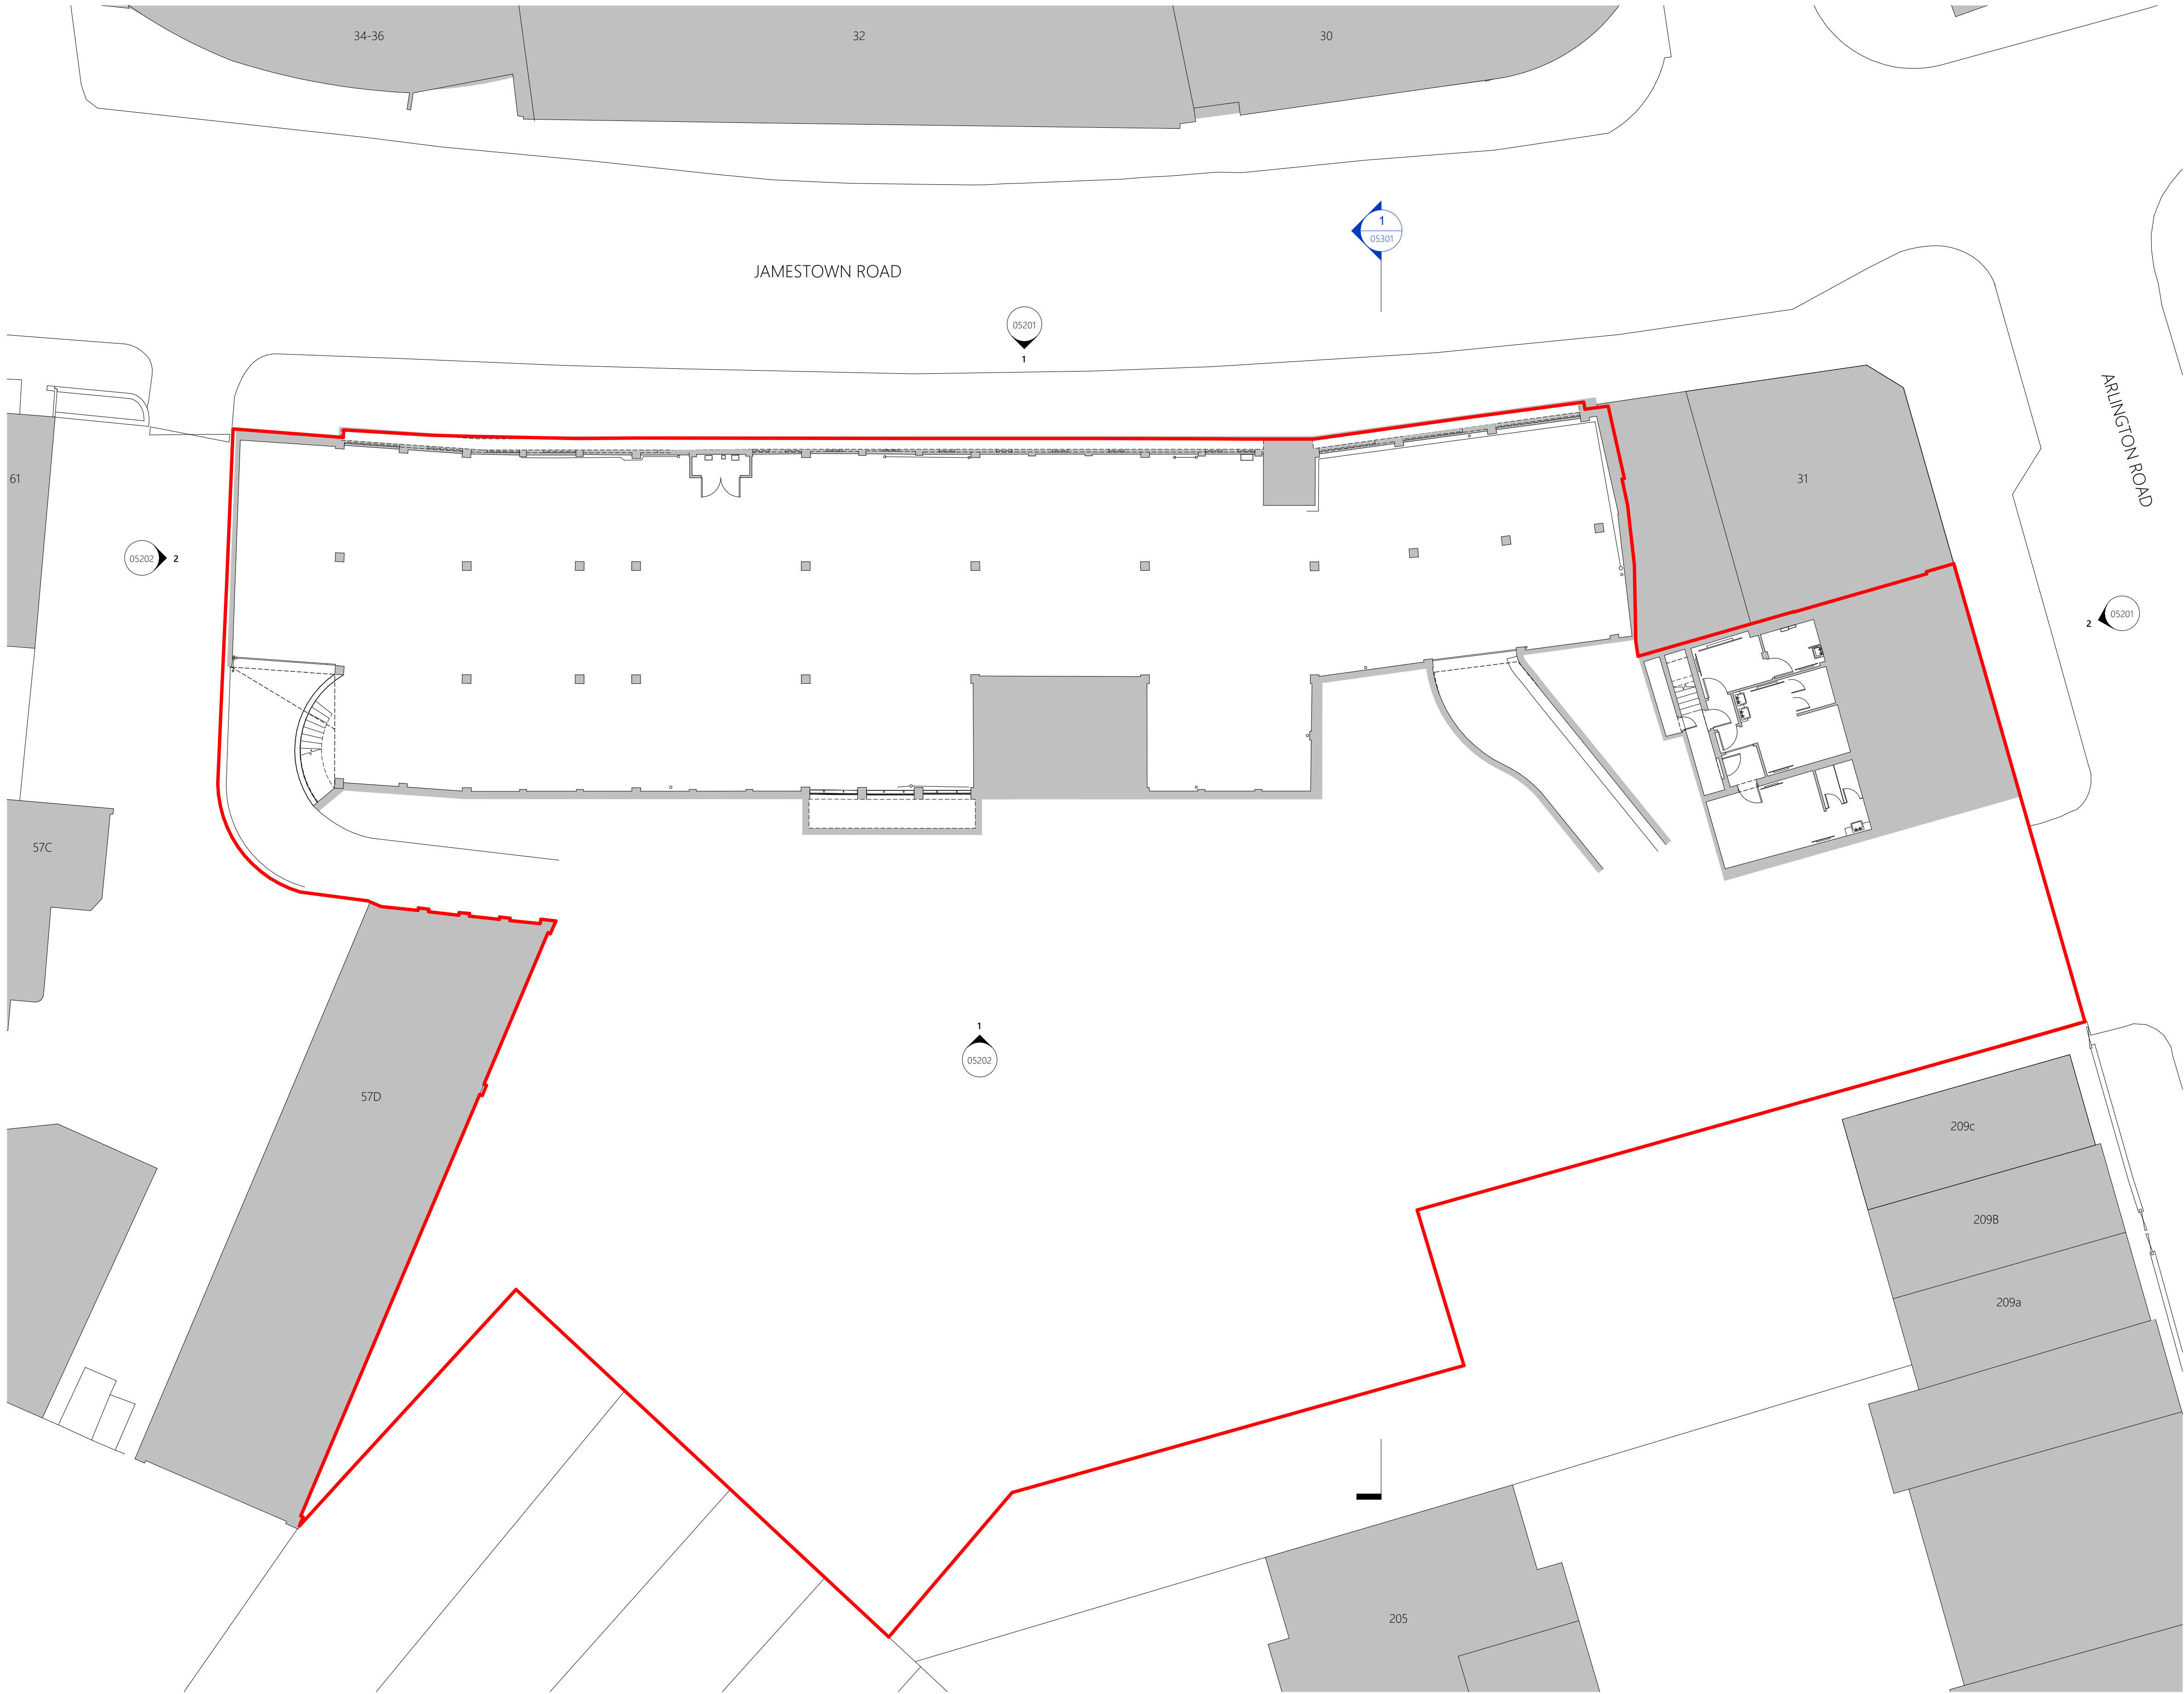 34-36
32
30
1
05301
JAMESTOWN ROAD
05201
1
ARLINGTON ROAD
61
31
05202
2
05201
2
57C
1
05202
57D
209c
209B
209a
205